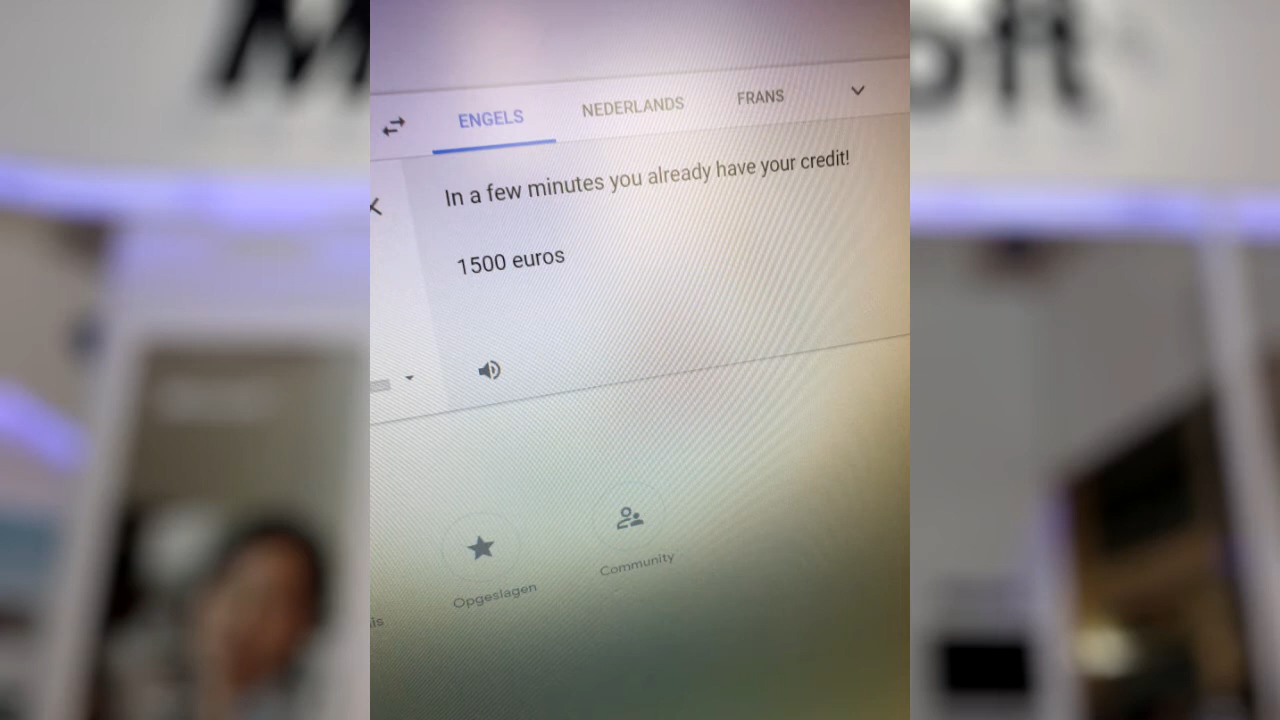 ENGELS NEDERLANDS FRANS
In a few minutes you already have your credit!
1500 euros
Opgeslagen Community